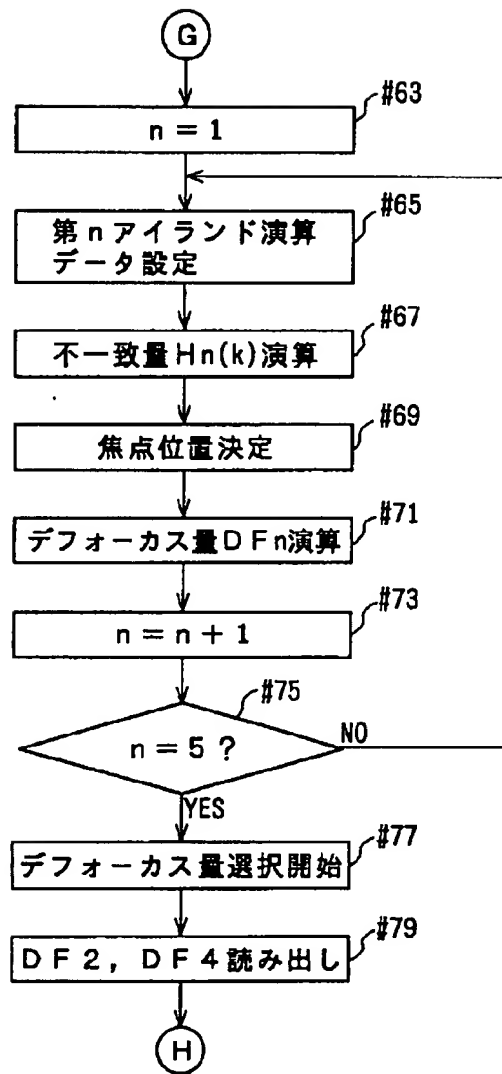 G
#63
n = 1
#65
第nアイランド演算
データ設定
#67
不一致量Hn(k)演算
#69
焦点位置決定
#71
デフォーカス量DFn演算
#73
n = n + 1
#75
n = 5 ?
NO
YES
#77
デフォーカス量選択開始
#79
DF2, DF4読み出し
H